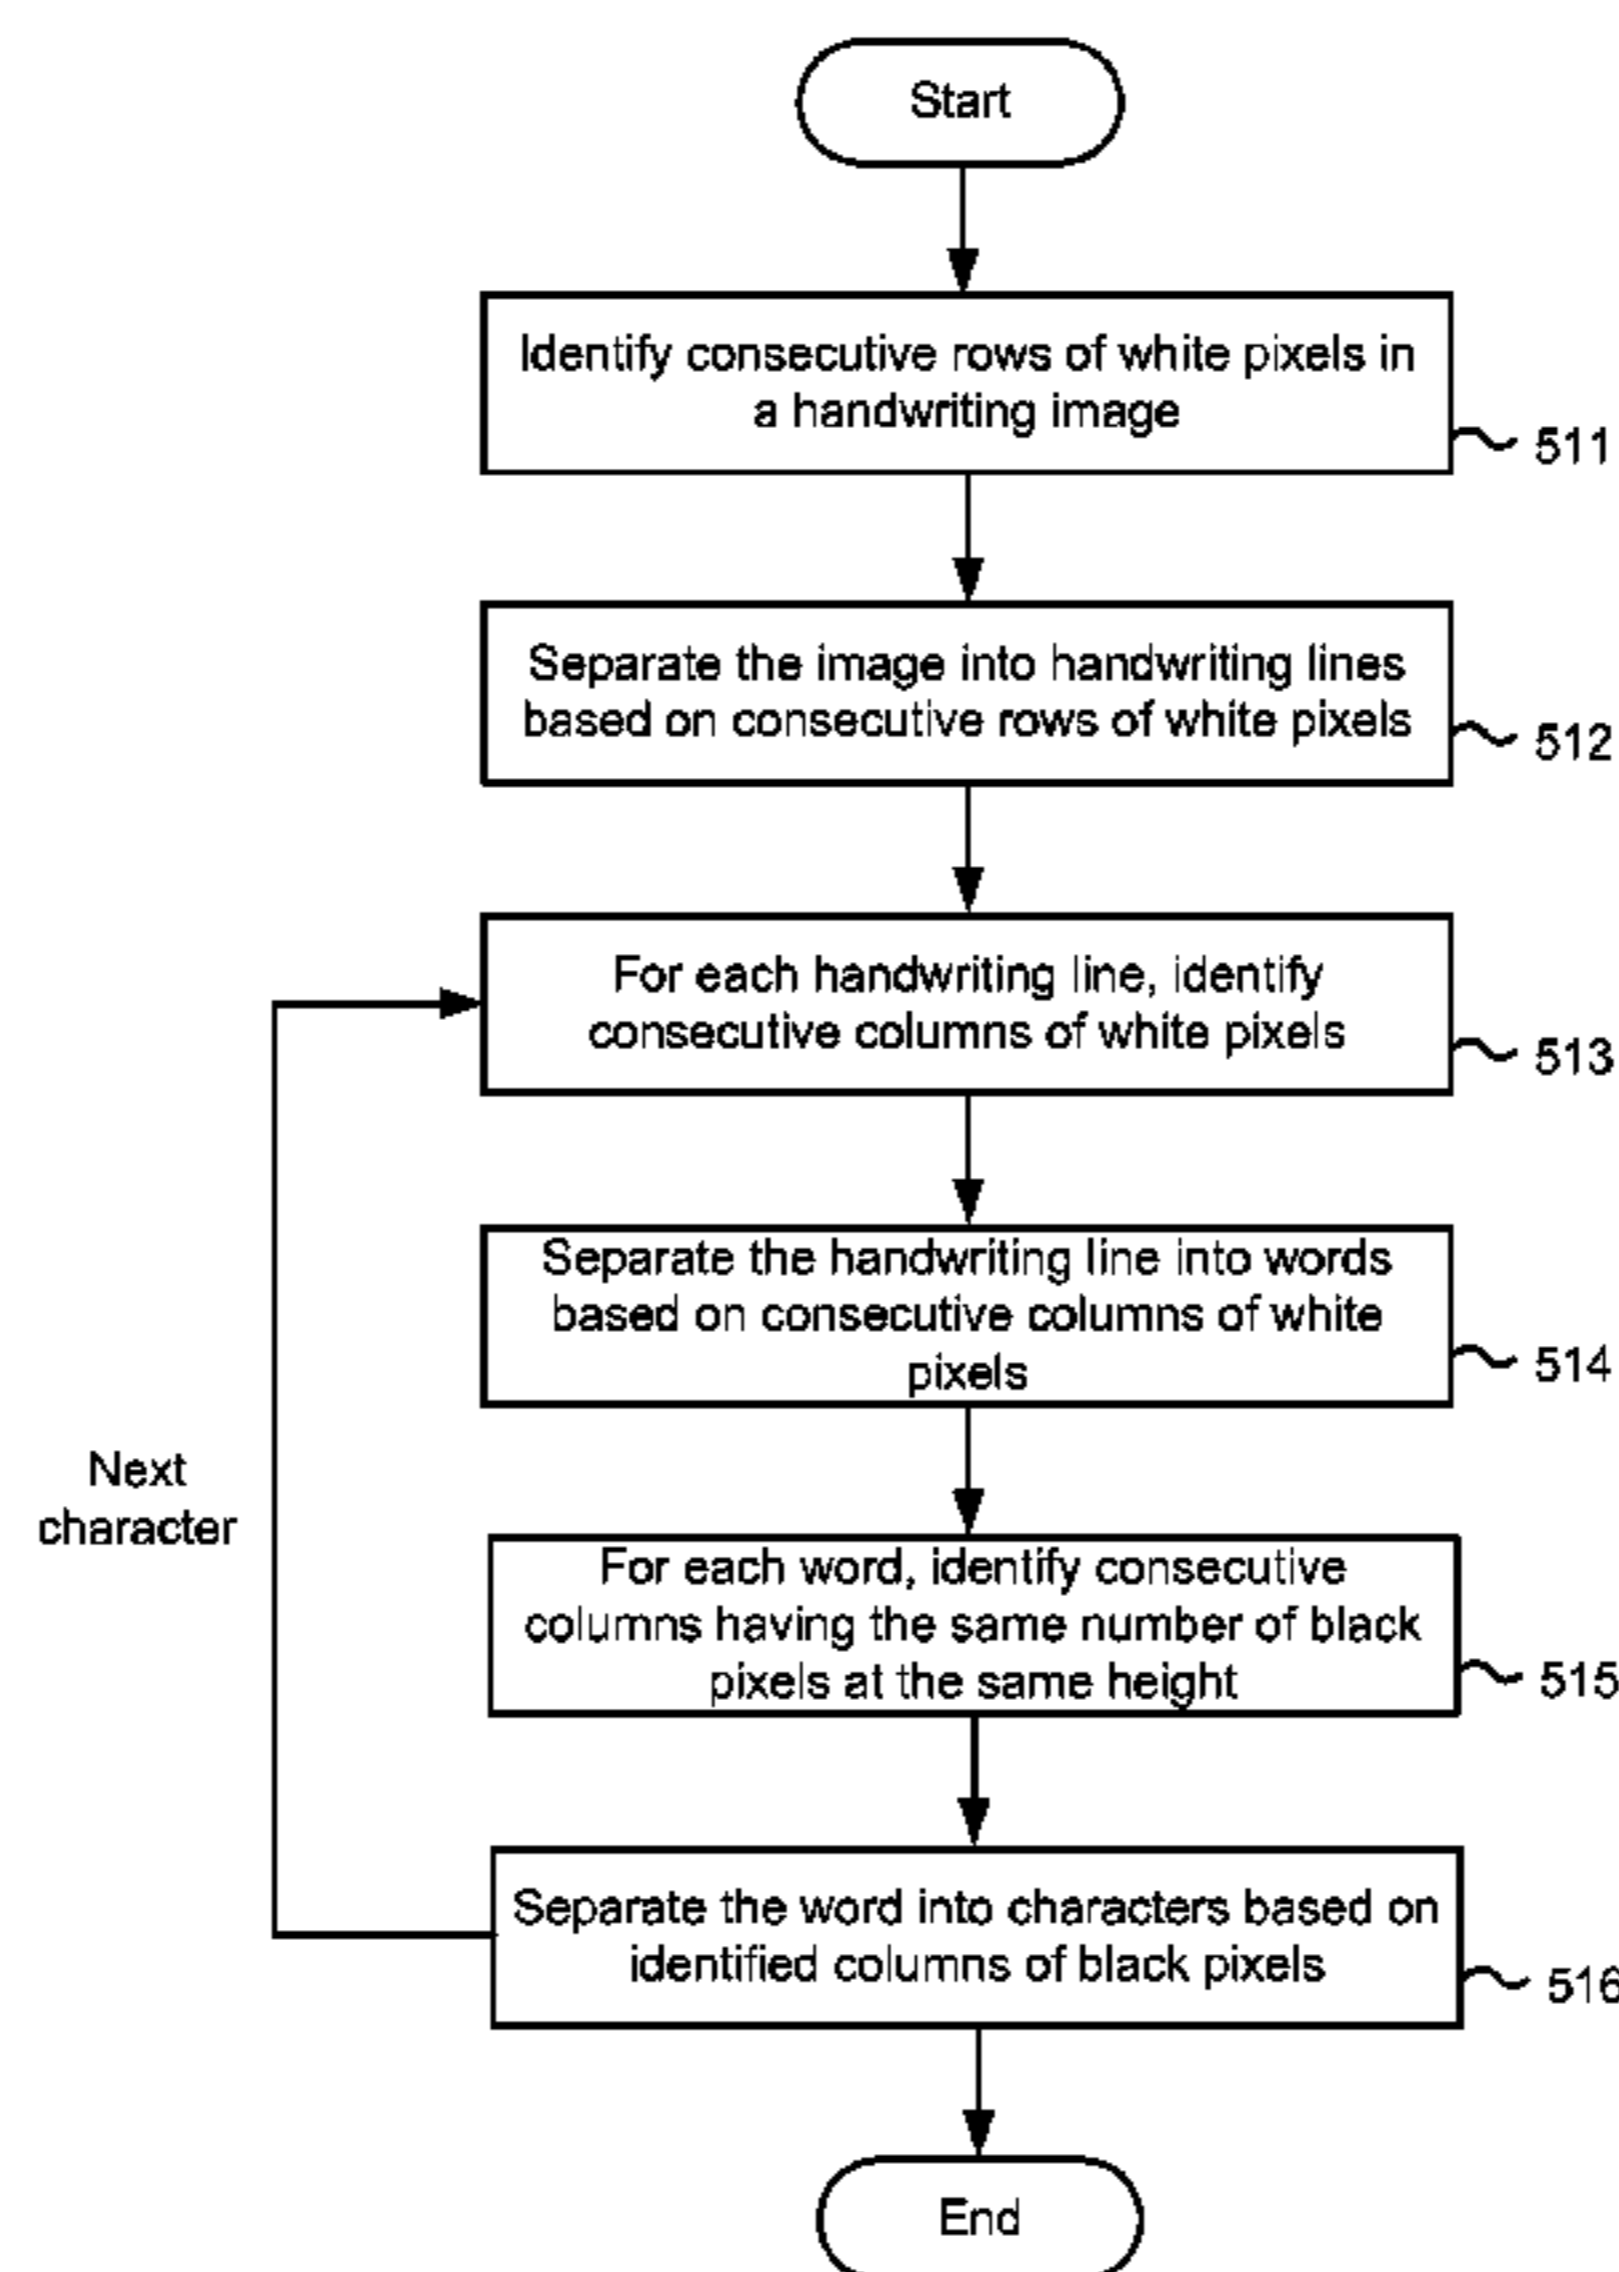 Start
Identify consecutive rows of white pixels in
a handwriting image
511
Separate the image into handwriting lines
based on consecutive rows of white pixels
512
For each handwriting line, identify
consecutive columns of white pixels
513
Separate the handwriting line into words
based on consecutive columns of white
pixels
514
Next
character
For each word, identify consecutive
columns having the same number of black
pixels at the same height
515
Separate the word into characters based on
identified columns of black pixels
516
End